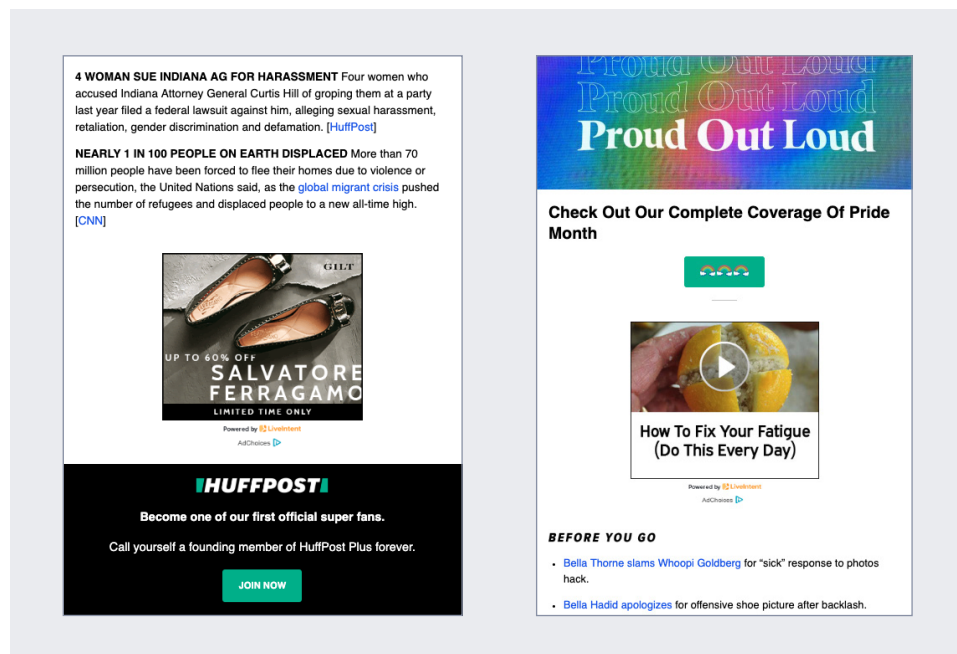 4 WOMAN SUE INDIANA AG FOR HARASSMENT Four women who
accused Indiana Attorney General Curtis Hill of groping them at a party
last year filed a federal lawsuit against him, alleging sexual harassment,
retaliation, gender discrimination and defamation. [HuffPost]
NEARLY 1 IN 100 PEOPLE ON EARTH DISPLACED More than 70
million people have been forced to flee their homes due to violence or
persecution, the United Nations said, as the global migrant crisis pushed
the number of refugees and displaced people to a new all-time high.
[CNN]
GILT
UP TO 60% OFF
SALVATORE
FERRAGAMO
LIMITED TIME ONLY
Powered by LiveIntent
AdChoices
HUFFPOST
Become one of our first official super fans.
Call yourself a founding member of HuffPost Plus forever.
JOIN NOW
Proud Out Loud
Proud Out Loud
Proud Out Loud
Check Out Our Complete Coverage Of Pride
Month
How To Fix Your Fatigue
(Do This Every Day)
Powered by LiveIntent
AdChoices
BEFORE YOU GO
• Bella Thorne slams Whoopi Goldberg for “sick” response to photos
hack.
• Bella Hadid apologizes for offensive shoe picture after backlash.